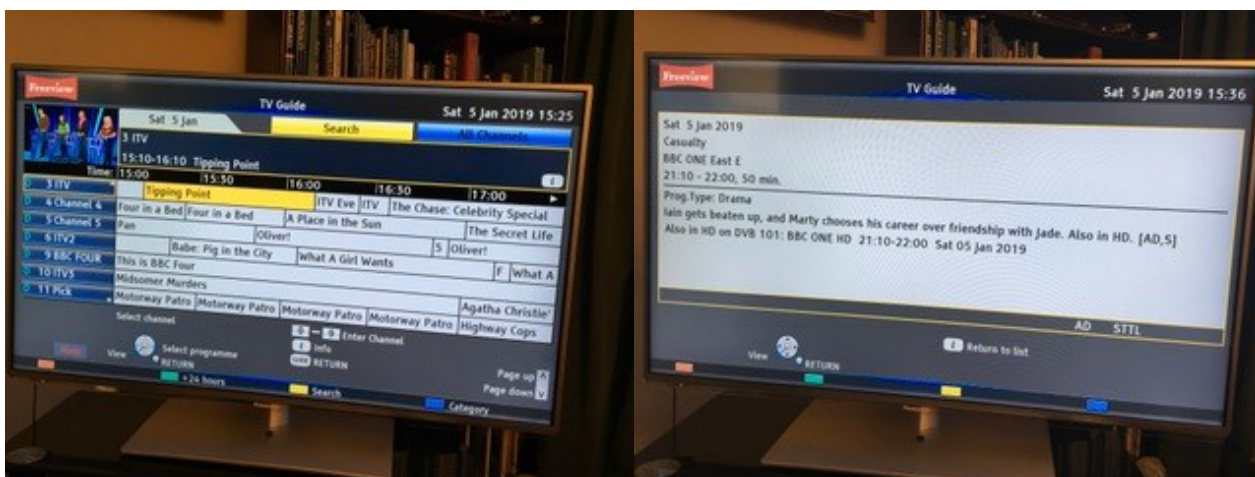 Freeview
TV Guide
Sat 5 Jan 2019 15:25
Sat 5 Jan
Search
All Channels
3 ITV
15:10-16:10 Tipping Point
Time: 15:00 15:30 16:00 16:30 17:00
3 ITV Tipping Point ITV Eve ITV The Chase: Celebrity Special
4 Channel 4 Four in a Bed Four in a Bed A Place in the Sun The Secret Life
5 Channel 5 Pan Oliver! 5 Oliver!
6 ITV2 Babe: Pig in the City What A Girl Wants F What A
9 BBC FOUR This is BBC Four
10 ITV3 Midsomer Murders Agatha Christie'
11 Pick Motorway Patro Motorway Patro Motorway Patro Motorway Patro Highway Cops
Select channel
0 - 9 Enter Channel
View Select programme
i Info
RETURN
GUIDE RETURN
Page up
Page down
+24 hours
Search
Category
Freeview
TV Guide
Sat 5 Jan 2019 15:36
Sat 5 Jan 2019
Casualty
BBC ONE East E
21:10 - 22:00, 50 min.
Prog.Type: Drama
Iain gets beaten up, and Marty chooses his career over friendship with Jade. Also in HD. [AD,S]
Also in HD on DVB 101: BBC ONE HD 21:10-22:00 Sat 05 Jan 2019
AD STTL
View
RETURN
i Return to list